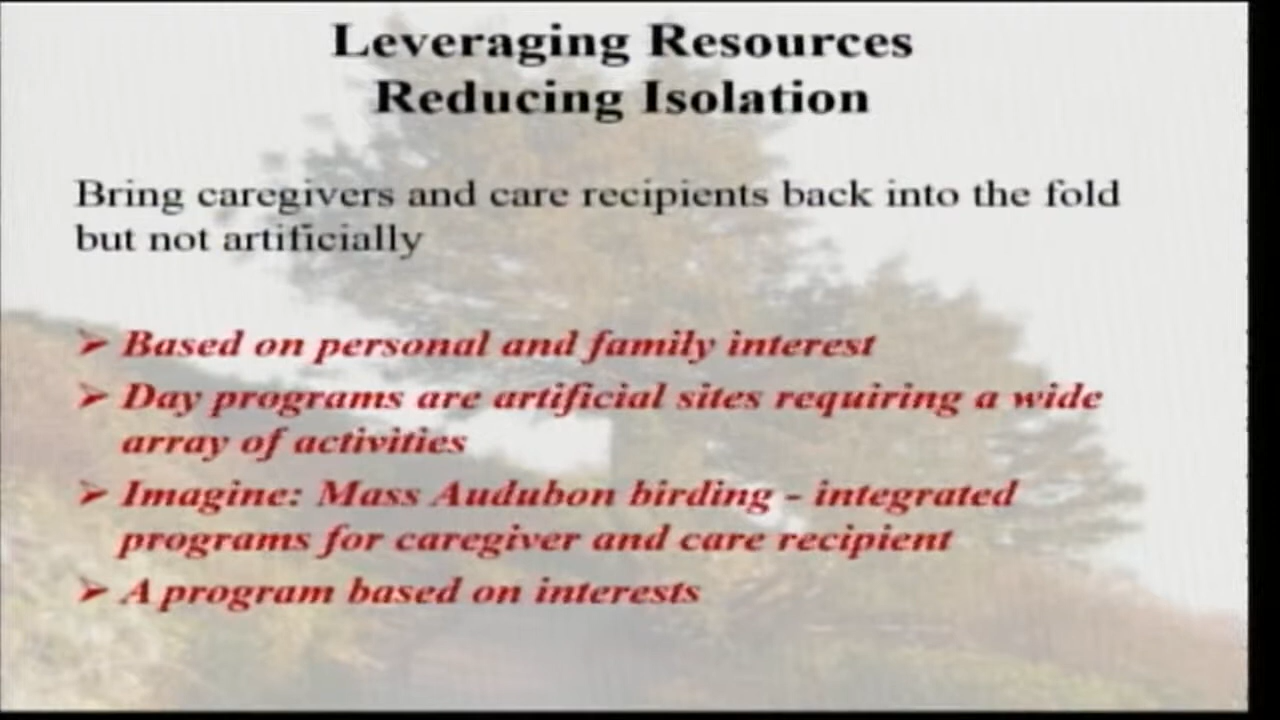 Leveraging Resources
Reducing Isolation
Bring caregivers and care recipients back into the fold
but not artificially
➢ Based on personal and family interest
➢ Day programs are artificial sites requiring a wide
array of activities
➢ Imagine: Mass Audubon birding - integrated
programs for caregiver and care recipient
➢ A program based on interests